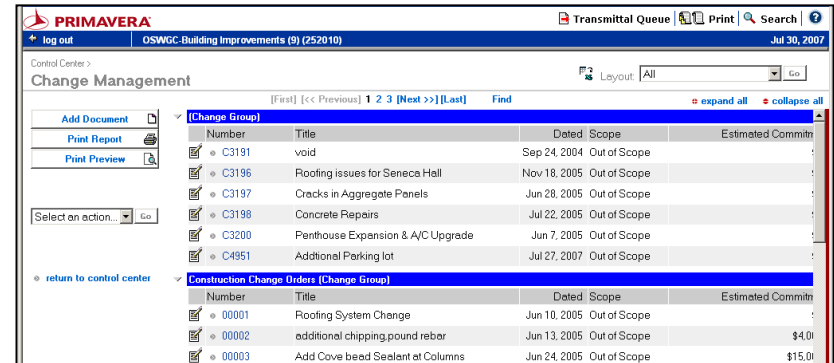 PRIMAVERA
Transmittal Queue Print Search
log out OSWGC-Building Improvements (9) (252010) Jul 30, 2007
Control Center >
Change Management
Layout: All Go
[First] [<< Previous] 1 2 3 [Next >>] [Last] Find
expand all collapse all
Add Document
Print Report
Print Preview
Select an action... Go
return to control center
(Change Group)
Number Title Dated Scope Estimated Commitm
C3191 void Sep 24, 2004 Out of Scope
C3196 Roofing issues for Seneca Hall Nov 18, 2005 Out of Scope
C3197 Cracks in Aggregate Panels Jun 28, 2005 Out of Scope
C3198 Concrete Repairs Jul 22, 2005 Out of Scope
C3200 Penthouse Expansion & A/C Upgrade Jun 7, 2005 Out of Scope
C4951 Addtional Parking lot Jul 27, 2007 Out of Scope
Construction Change Orders (Change Group)
Number Title Dated Scope Estimated Commitm
00001 Roofing System Change Jun 10, 2005 Out of Scope
00002 additional chipping,pound rebar Jun 13, 2005 Out of Scope $4,0
00003 Add Cove bead Sealant at Columns Jun 24, 2005 Out of Scope $15,0